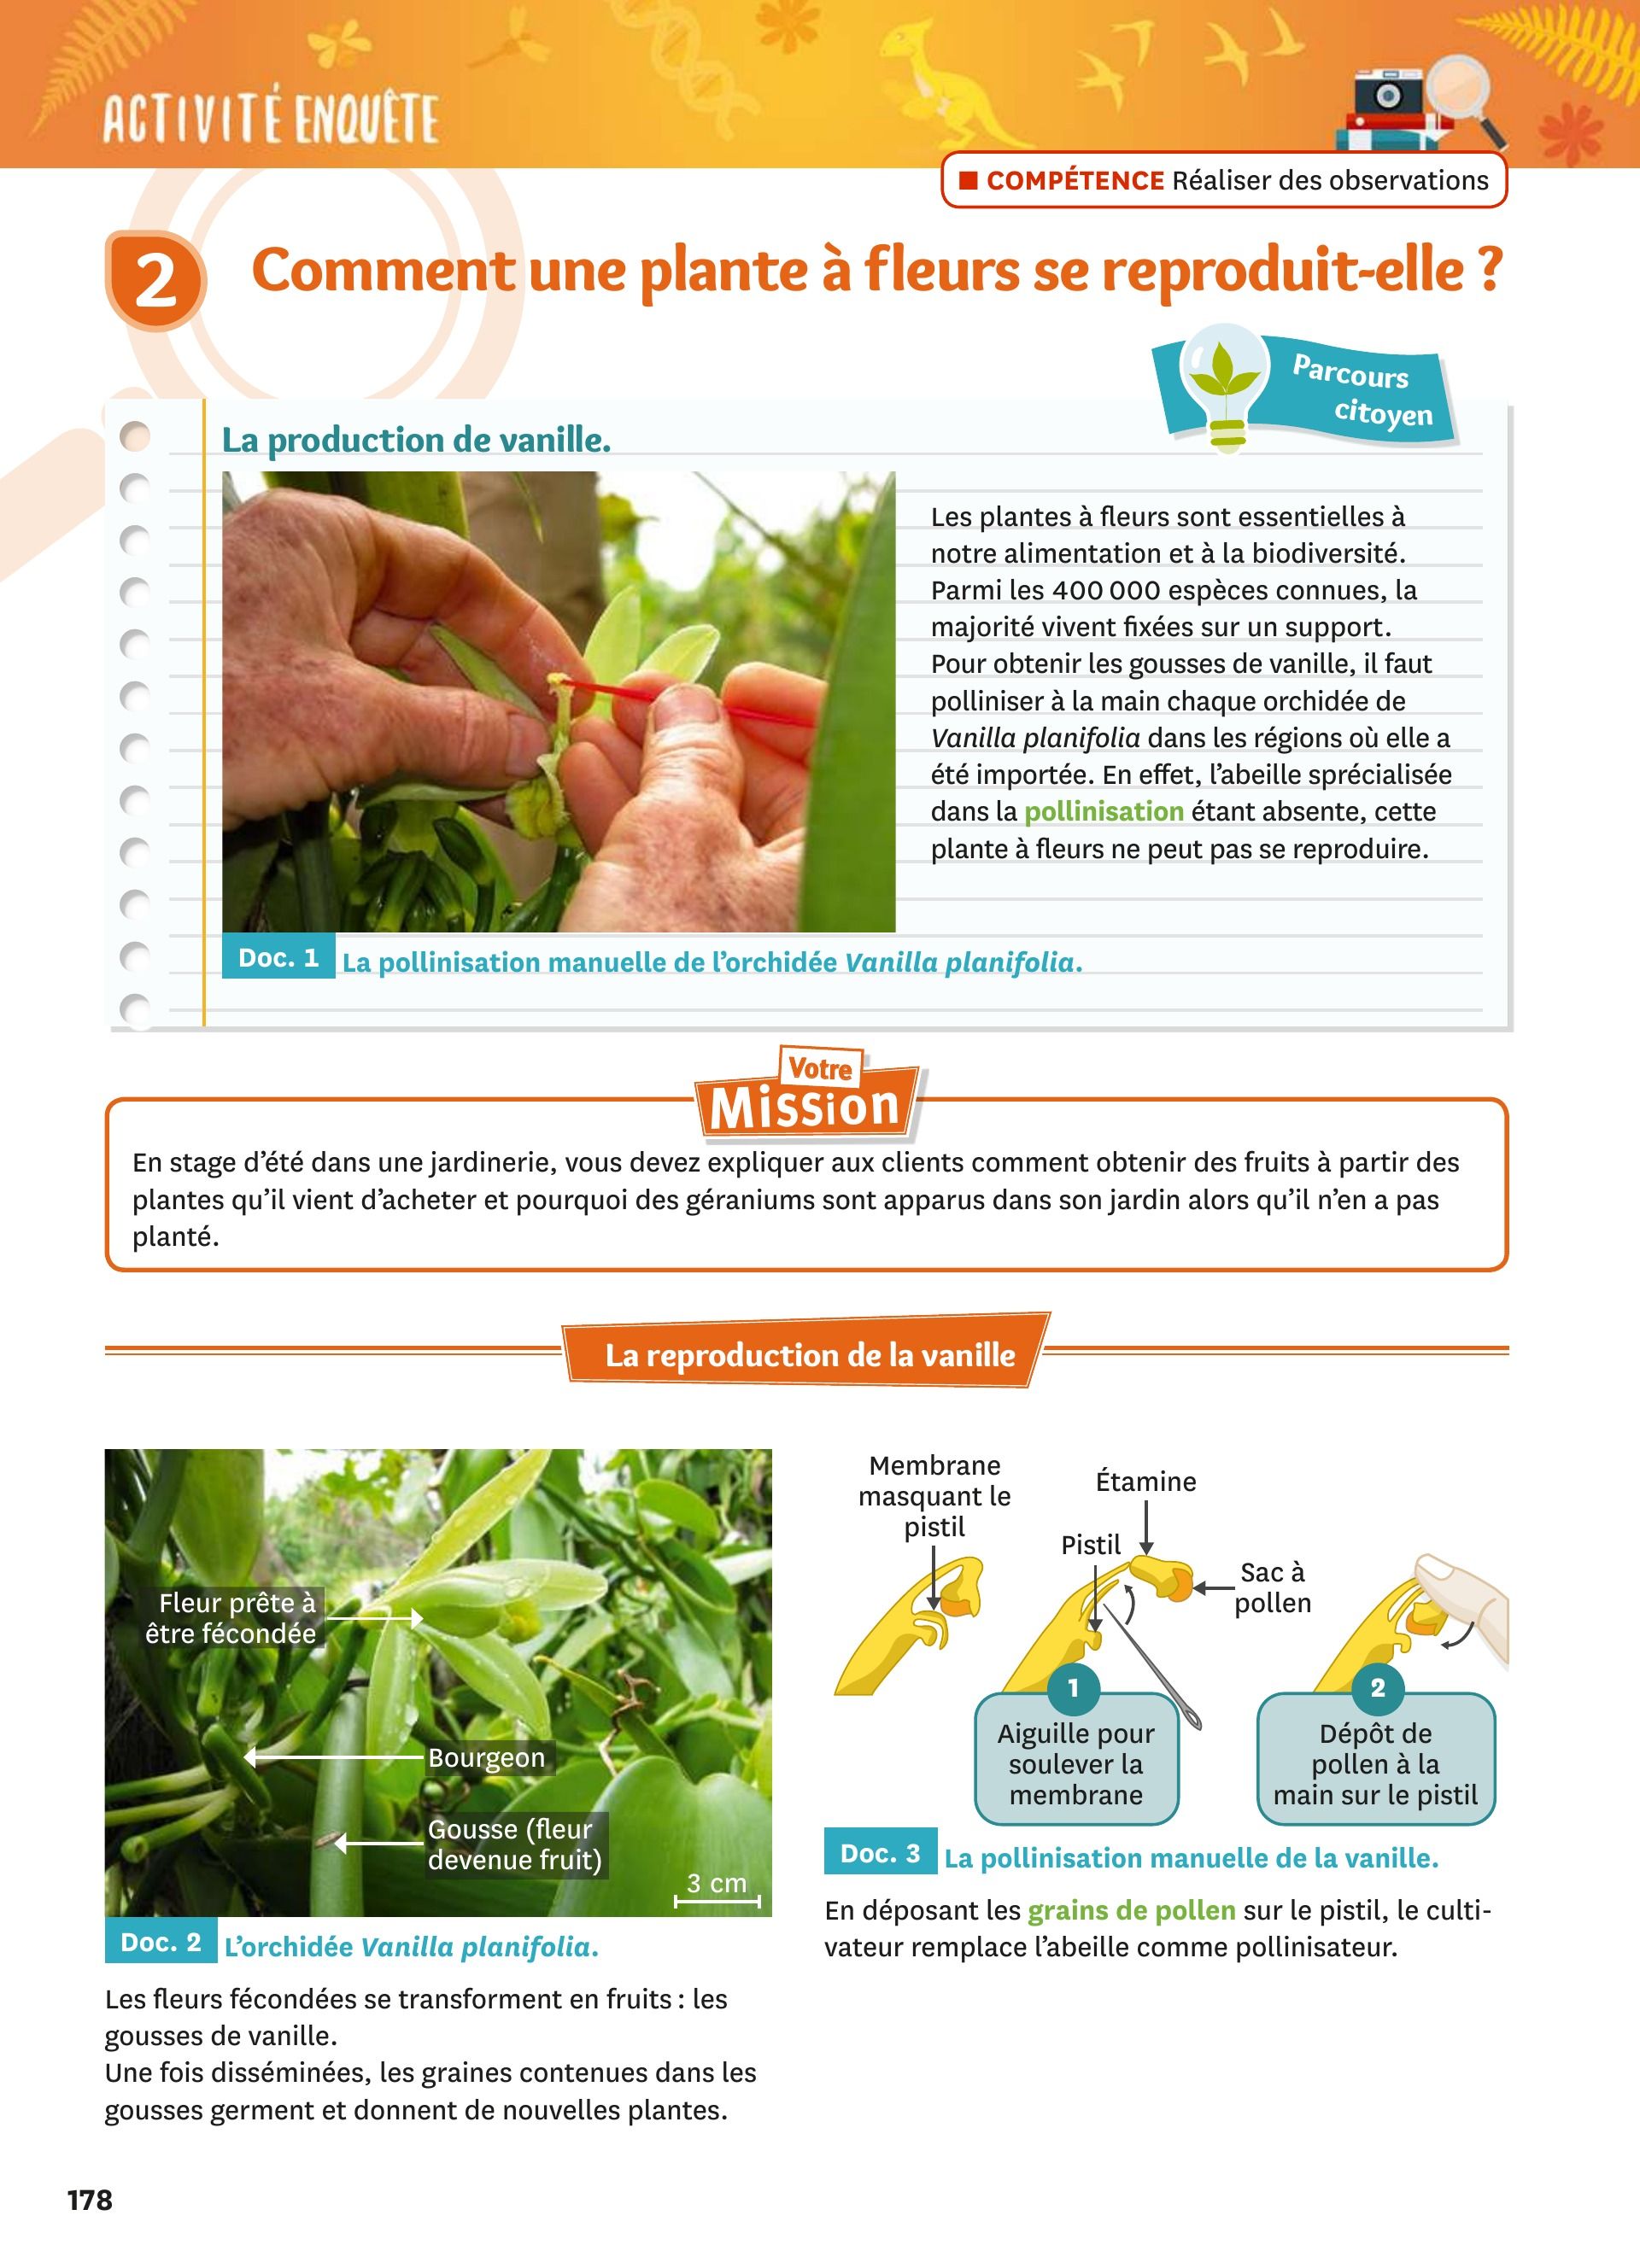 ACTIVITÉ ENQUÊTE
COMPÉTENCE Réaliser des observations
2
Comment une plante à fleurs se reproduit-elle ?
Parcours
citoyen
La production de vanille.
Les plantes à fleurs sont essentielles à
notre alimentation et à la biodiversité.
Parmi les 400 000 espèces connues, la
majorité vivent fixées sur un support.
Pour obtenir les gousses de vanille, il faut
polliniser à la main chaque orchidée de
Vanilla planifolia dans les régions où elle a
été importée. En effet, l'abeille sprécialisée
dans la pollinisation étant absente, cette
plante à fleurs ne peut pas se reproduire.
Doc. 1 La pollinisation manuelle de l'orchidée Vanilla planifolia.
Votre
Mission
En stage d'été dans une jardinerie, vous devez expliquer aux clients comment obtenir des fruits à partir des
plantes qu'il vient d'acheter et pourquoi des géraniums sont apparus dans son jardin alors qu'il n'en a pas
planté.
La reproduction de la vanille
Fleur prête à
être fécondée
Bourgeon
Gousse (fleur
devenue fruit)
3 cm
Doc. 2 L'orchidée Vanilla planifolia.
Les fleurs fécondées se transforment en fruits : les
gousses de vanille.
Une fois disséminées, les graines contenues dans les
gousses germent et donnent de nouvelles plantes.
Membrane
masquant le
pistil
Étamine
Pistil
Sac à
pollen
1
Aiguille pour
soulever la
membrane
2
Dépôt de
pollen à la
main sur le pistil
Doc. 3 La pollinisation manuelle de la vanille.
En déposant les grains de pollen sur le pistil, le culti-
vateur remplace l'abeille comme pollinisateur.
178